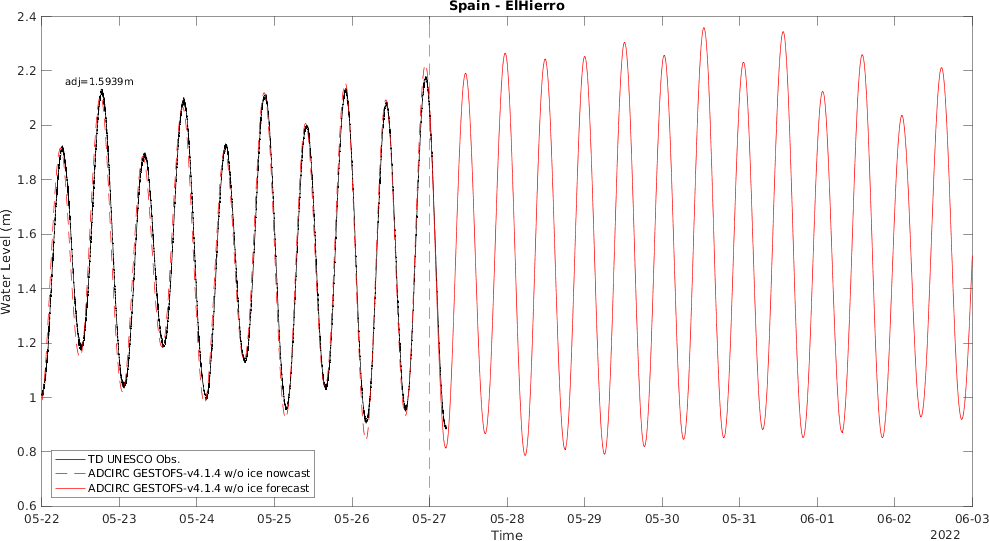 Spain - ElHierro
adj=1.5939m
Water Level (m)
2.4
2.2
2
1.8
1.6
1.4
1.2
1
0.8
0.6
TD UNESCO Obs.
ADCIRC GESTOFS-v4.1.4 w/o ice nowcast
ADCIRC GESTOFS-v4.1.4 w/o ice forecast
05-22 05-23 05-24 05-25 05-26 05-27 05-28 05-29 05-30 05-31 06-01 06-02 06-03
Time
2022